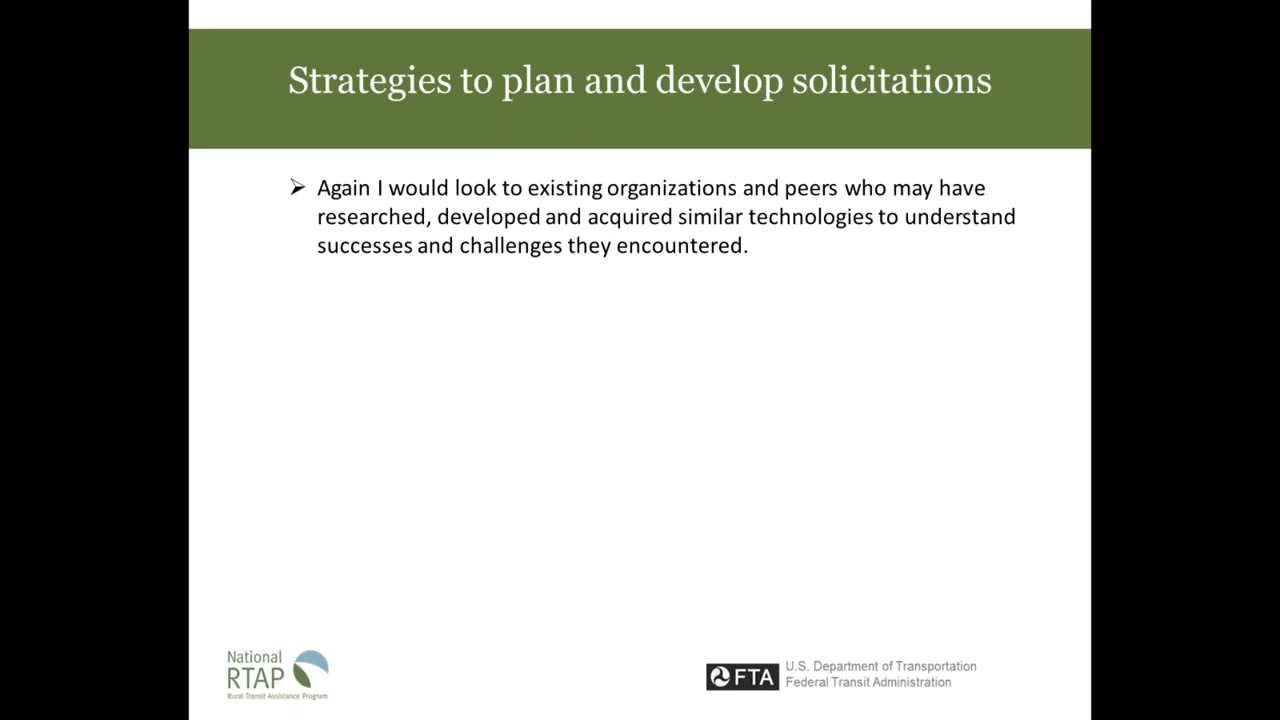 Strategies to plan and develop solicitations
Again I would look to existing organizations and peers who may have
researched, developed and acquired similar technologies to understand
successes and challenges they encountered.
National
RTAP
Rural Transit Assistance Program
FTA
U.S. Department of Transportation
Federal Transit Administration